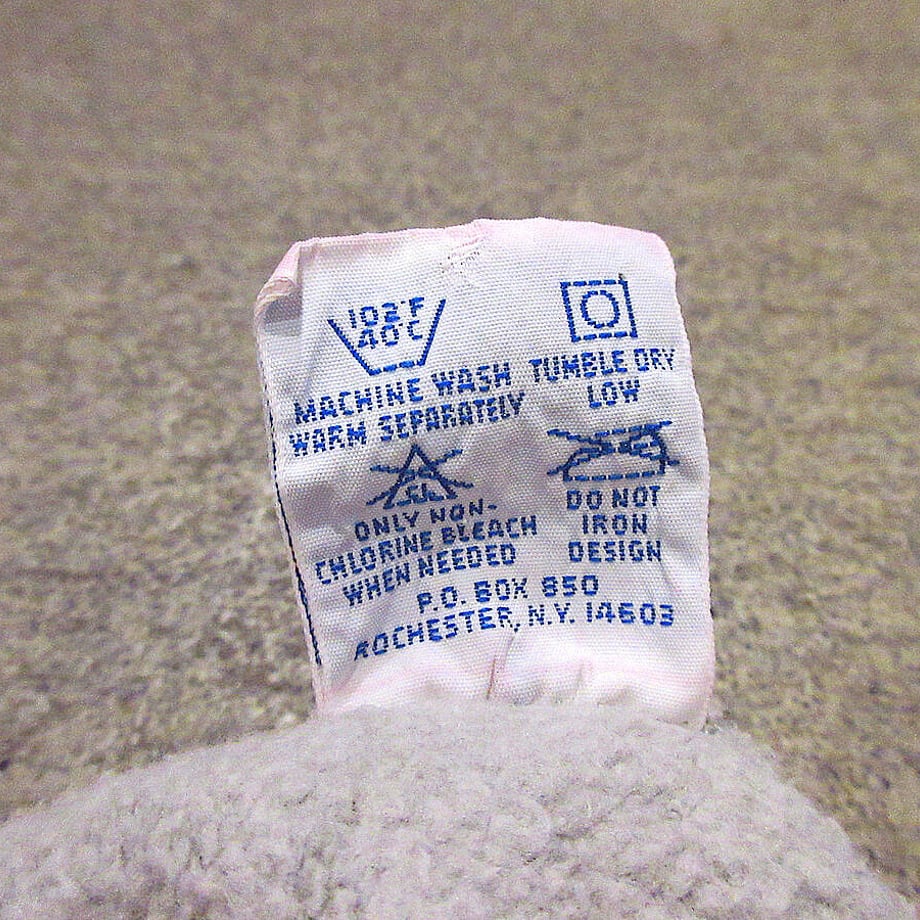 102°F
40°C
MACHINE WASH
WARM SEPARATELY
TUMBLE DRY
LOW
CL
ONLY NON-
CHLORINE BLEACH
WHEN NEEDED
DO NOT
IRON
DESIGN
P.O. BOX 850
ROCHESTER, N.Y. 14603